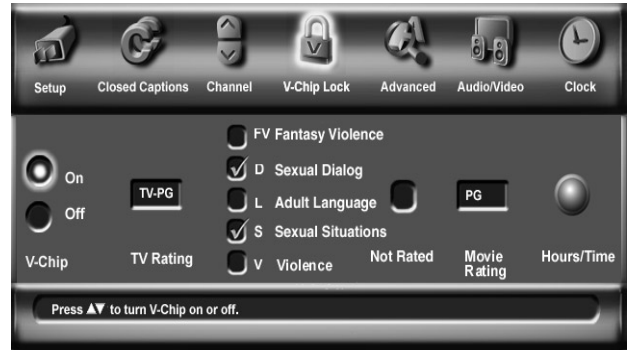 Setup
Closed Captions
Channel
V-Chip Lock
Advanced
Audio/Video
Clock
On
Off
V-Chip
TV-PG
TV Rating
FV Fantasy Violence
D Sexual Dialog
L Adult Language
S Sexual Situations
V Violence
Not Rated
PG
Movie
Rating
Hours/Time
Press ▲▼ to turn V-Chip on or off.